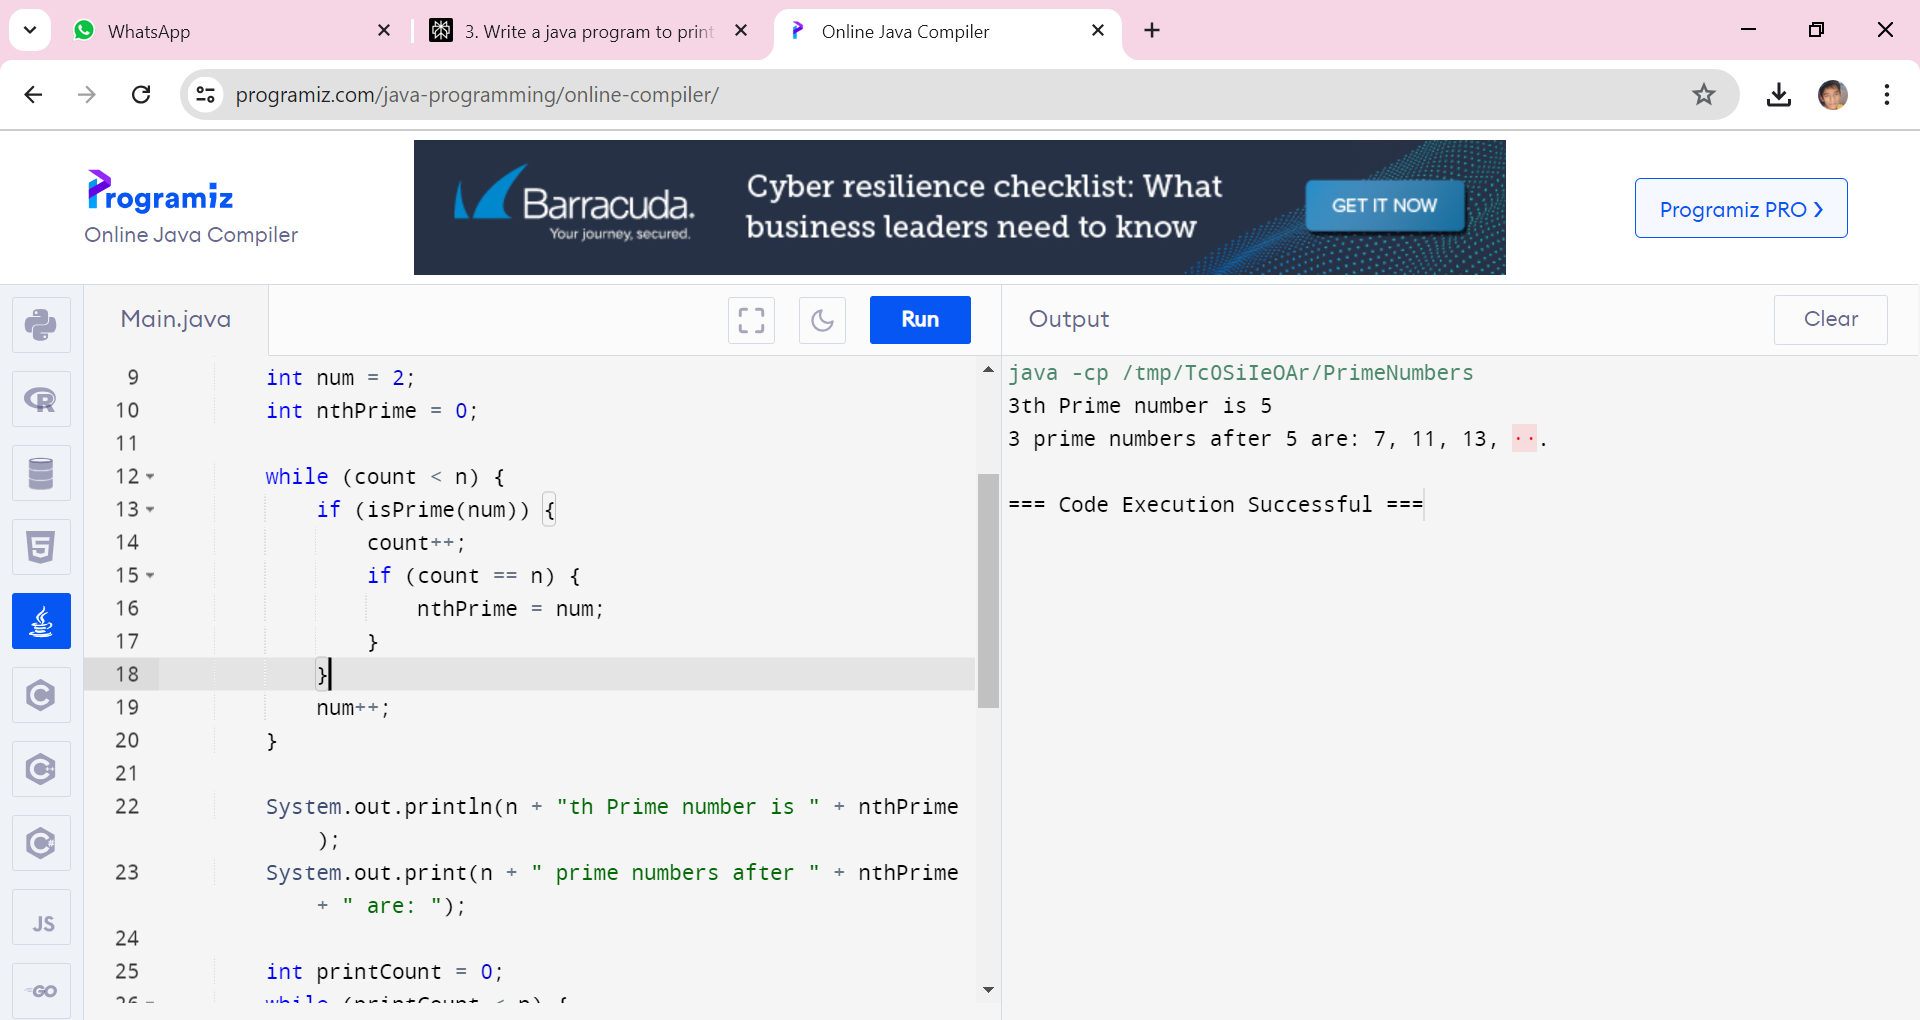 WhatsApp
3. Write a java program to print
Online Java Compiler
programiz.com/java-programming/online-compiler/
Programiz
Online Java Compiler
Barracuda.
Your journey, secured.
Cyber resilience checklist: What
business leaders need to know
GET IT NOW
Programiz PRO ❯
Main.java
Run
Output
Clear
9 int num = 2;
10 int nthPrime = 0;
11
12 while (count < n) {
13 if (isPrime(num)) {
14 count++;
15 if (count == n) {
16 nthPrime = num;
17 }
18 }
19 num++;
20 }
21
22 System.out.println(n + "th Prime number is " + nthPrime
);
23 System.out.print(n + " prime numbers after " + nthPrime
+ " are: ");
24
25 int printCount = 0;
26 while (printCount < n) {
java -cp /tmp/TcOSiIeOAr/PrimeNumbers
3th Prime number is 5
3 prime numbers after 5 are: 7, 11, 13, ··.
=== Code Execution Successful ===
R
5
C
C++
C#
JS
GO